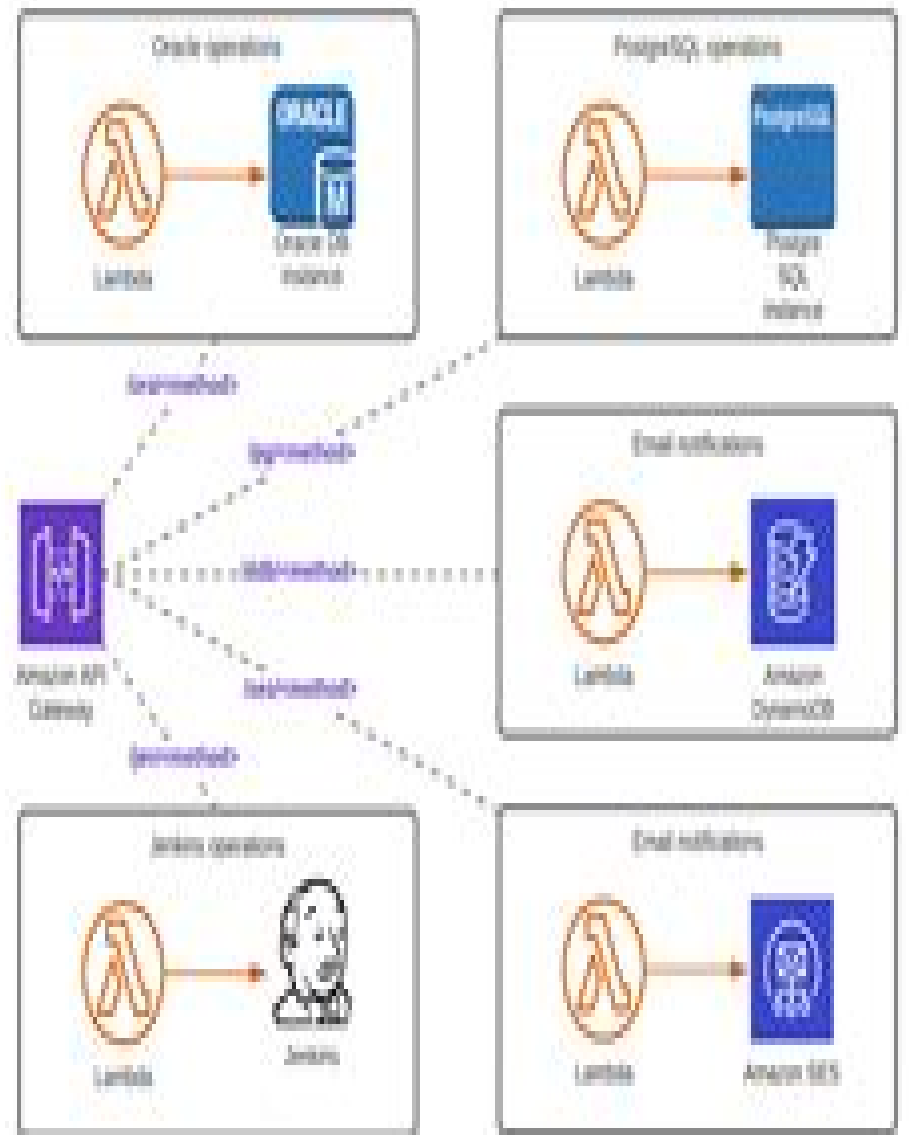 Oracle operations
ORACLE
Oracle DB
Instance
Lambda
PostgreSQL operations
PostgreSQL
Lambda
Postgre
SQL
Instance
Email notifications
Lambda
Amazon
DynamoDB
Amazon API
Gateway
Jenkins operations
Lambda
Jenkins
Email notifications
Lambda
Amazon SES